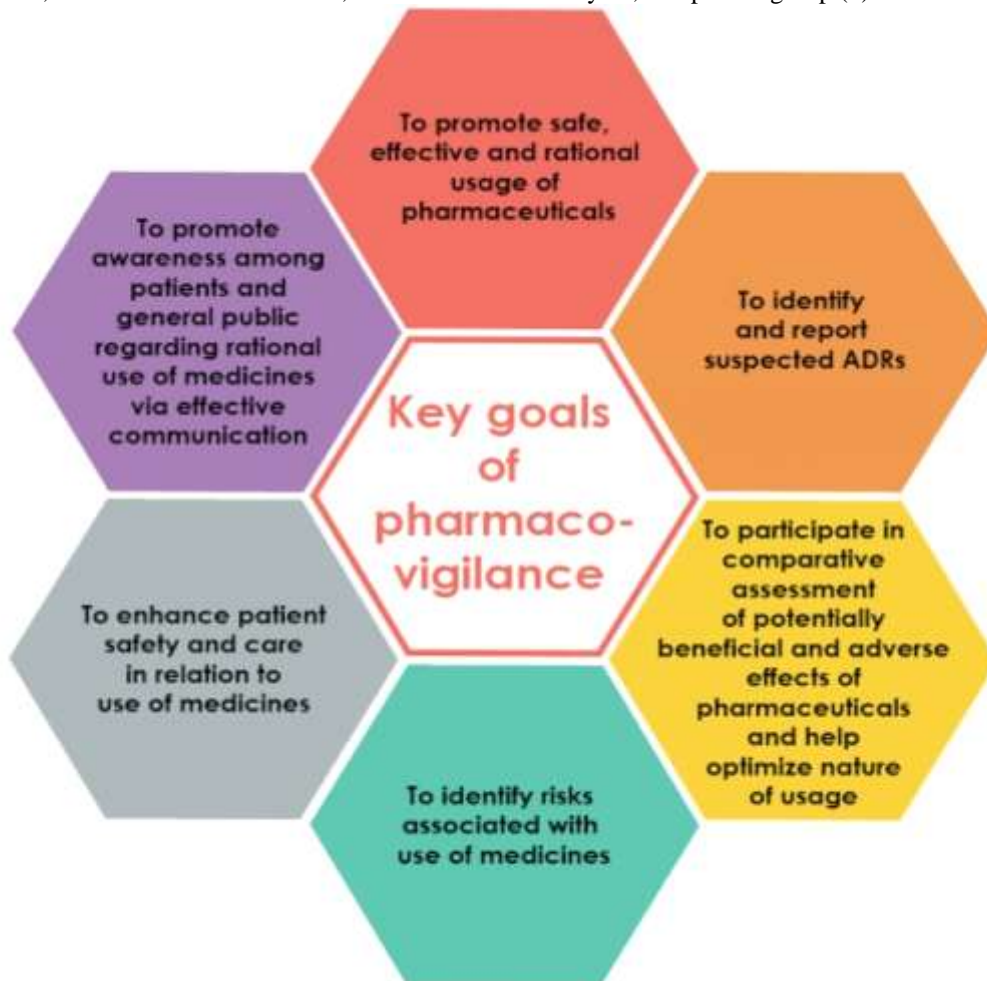 To promote safe,
effective and rational
usage of
pharmaceuticals
To identify
and report
suspected ADRs
To participate in
comparative
assessment
of potentially
beneficial and adverse
effects of
pharmaceuticals
and help
optimize nature
of usage
To identify risks
associated with
use of medicines
To enhance patient
safety and care
in relation to
use of medicines
To promote
awareness among
patients and
general public
regarding rational
use of medicines
via effective
communication
Key goals
of
pharmaco-
vigilance